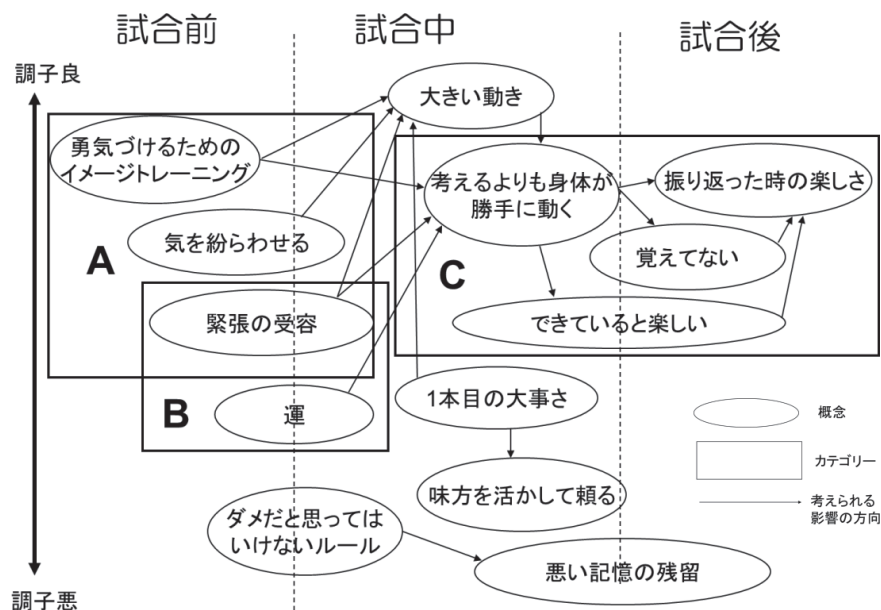 試合前
試合中
試合後
調子良
大きい動き
勇気づけるための
イメージトレーニング
考えるよりも身体が
勝手に動く
振り返った時の楽しさ
気を紛らわせる
A
覚えてない
C
緊張の受容
できていると楽しい
B
運
1本目の大事さ
概念
カテゴリー
味方を活かして頼る
考えられる
影響の方向
ダメだと思っては
いけないルール
悪い記憶の残留
調子悪